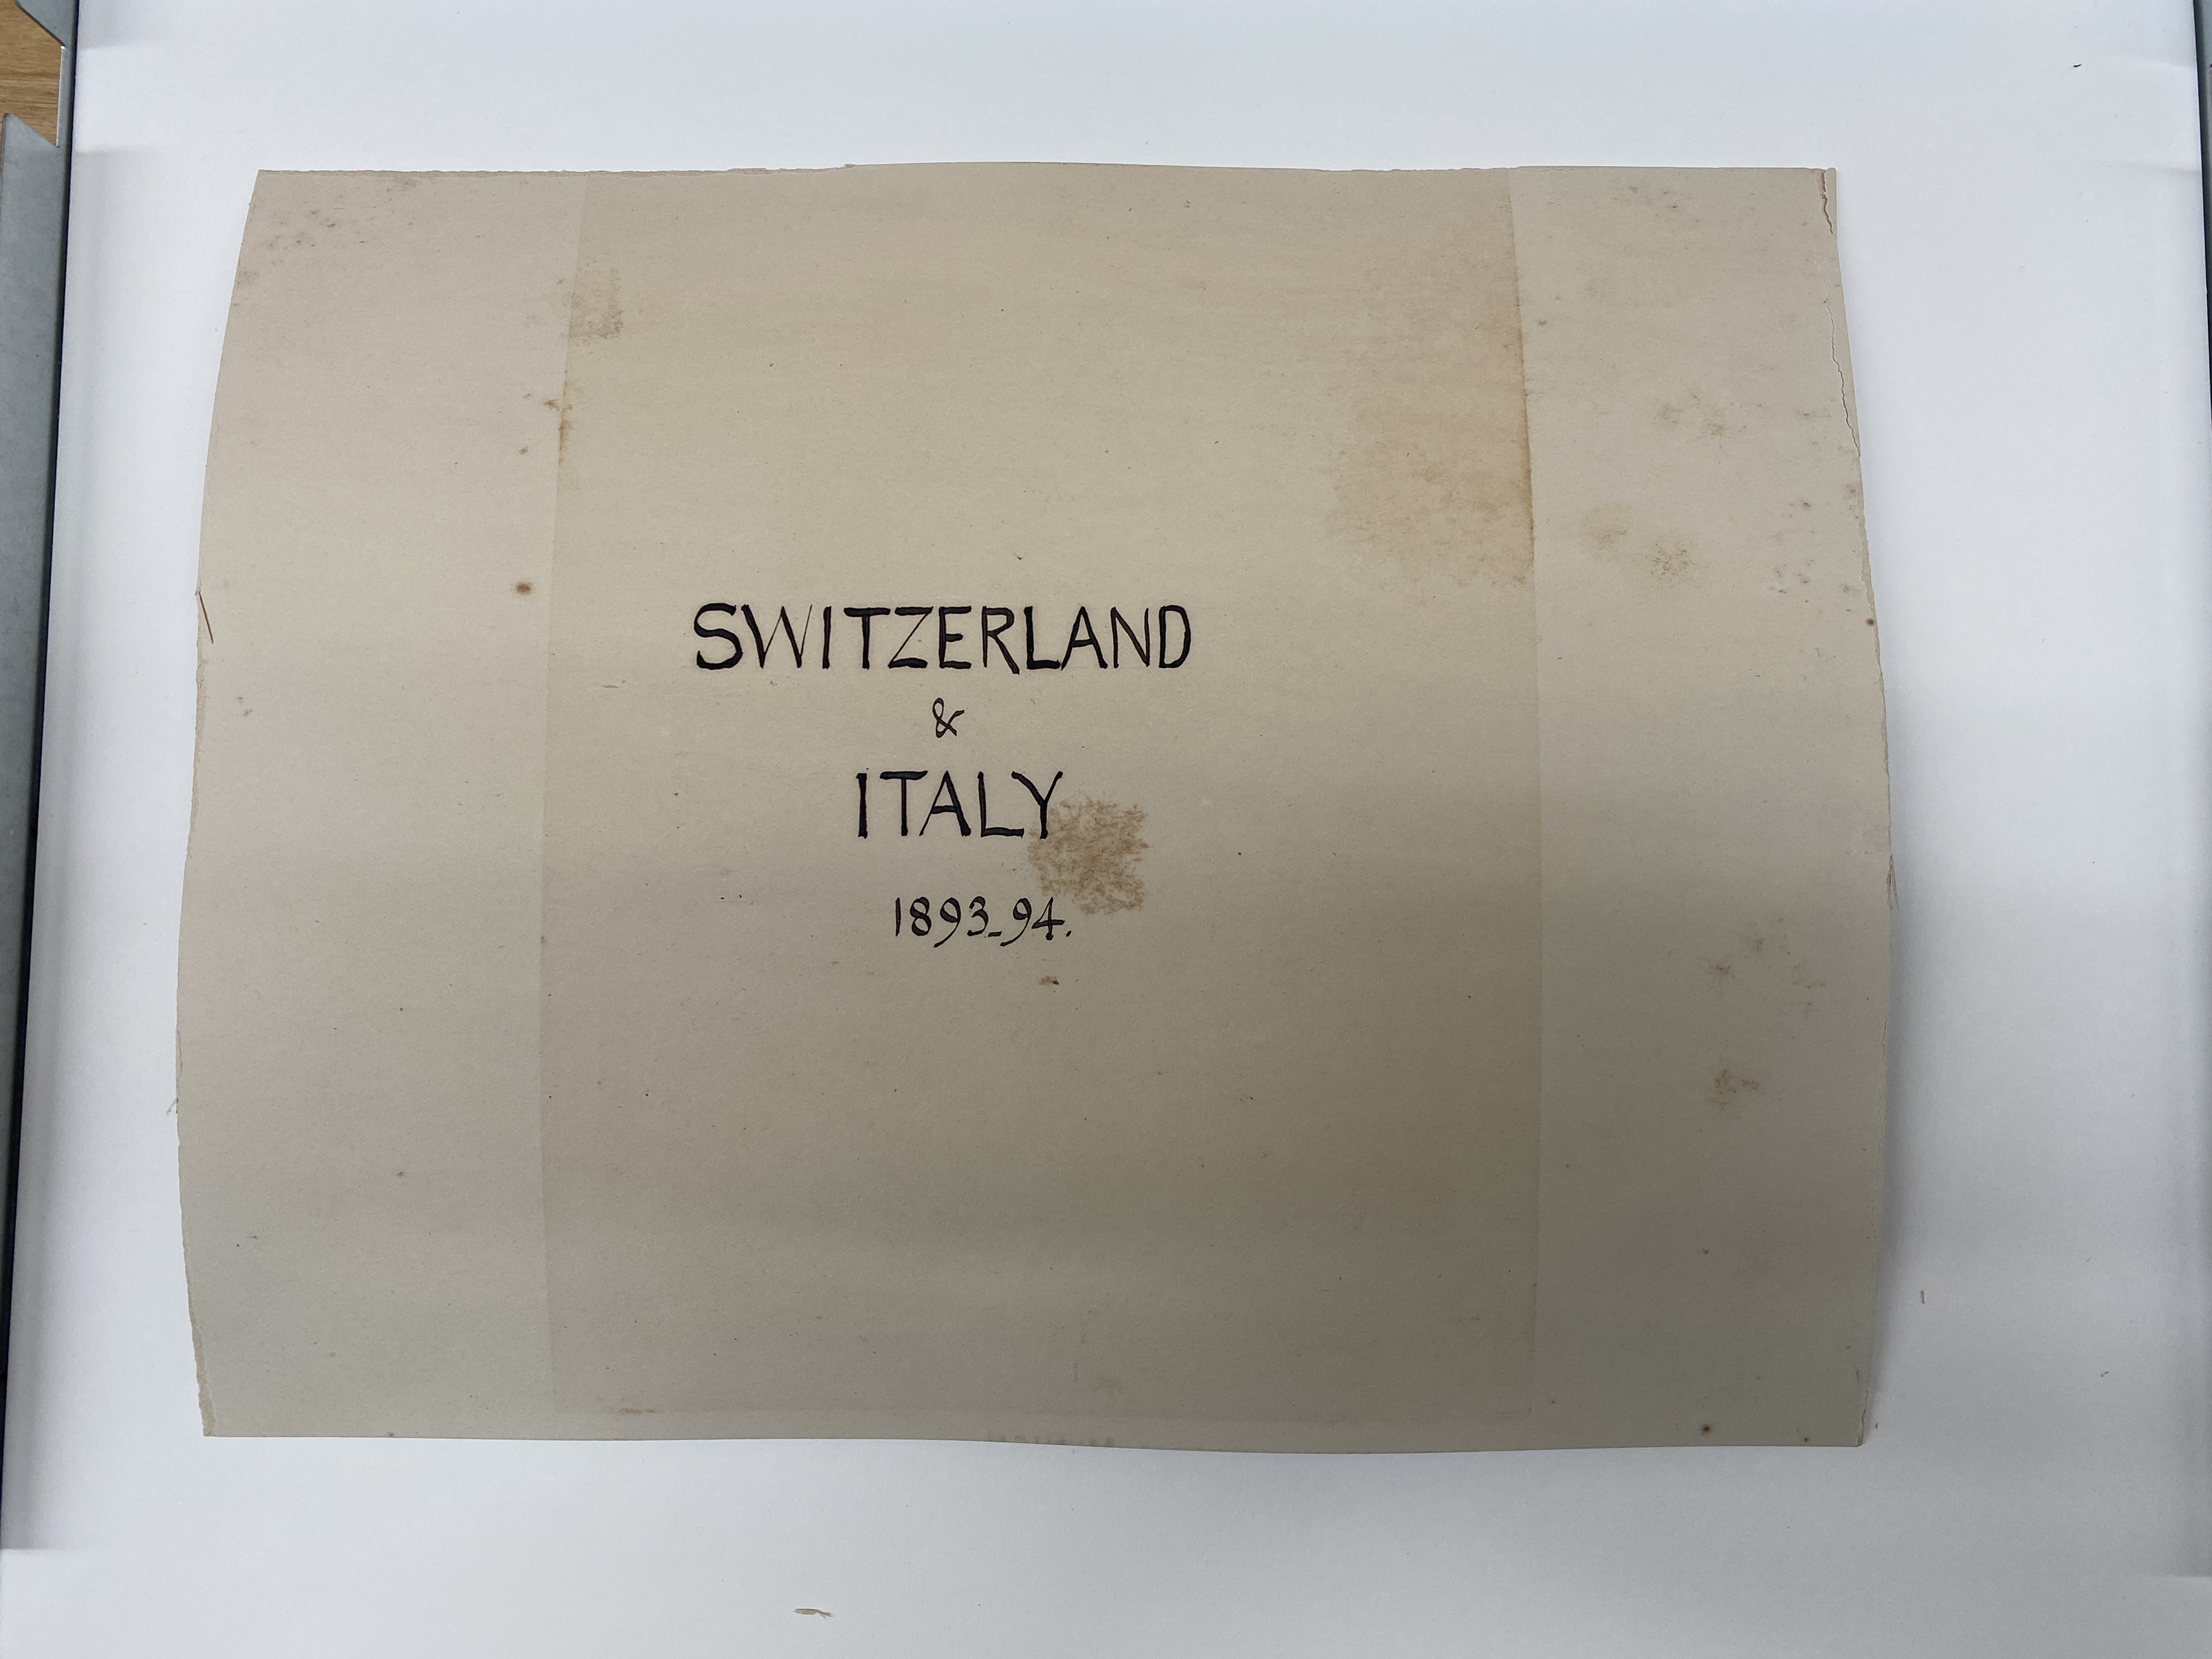 SWITZERLAND
&
ITALY
1893-94.